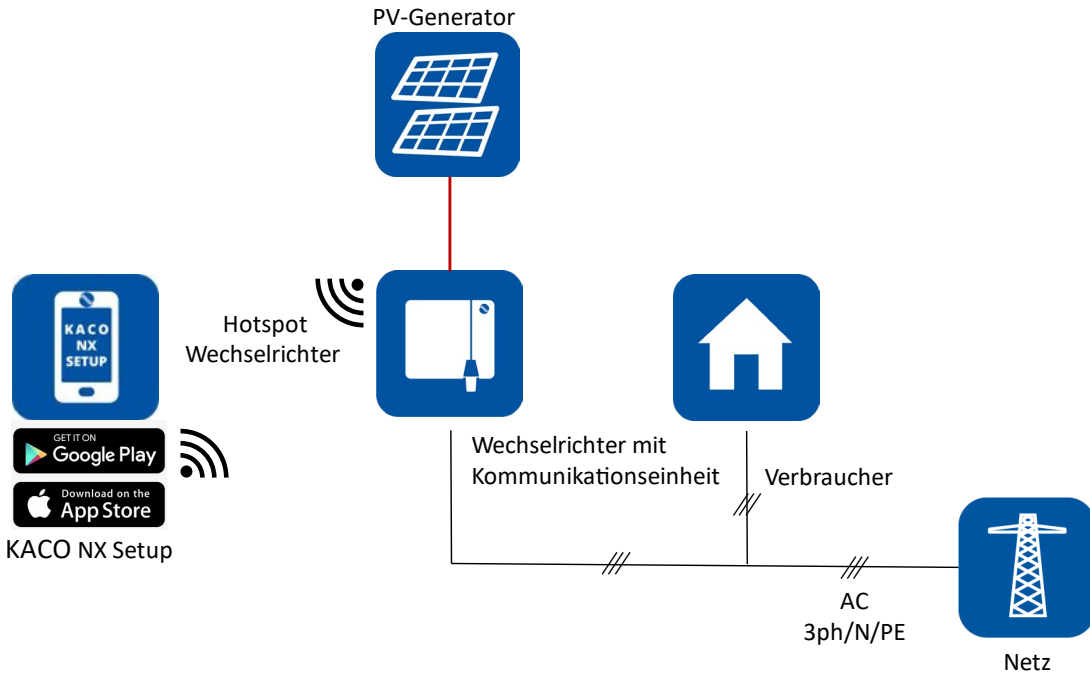 PV-Generator
Hotspot
Wechselrichter
KACO
NX
SETUP
GET IT ON
Google Play
Download on the
App Store
KACO NX Setup
Wechselrichter mit
Kommunikationseinheit
Verbraucher
AC
3ph/N/PE
Netz